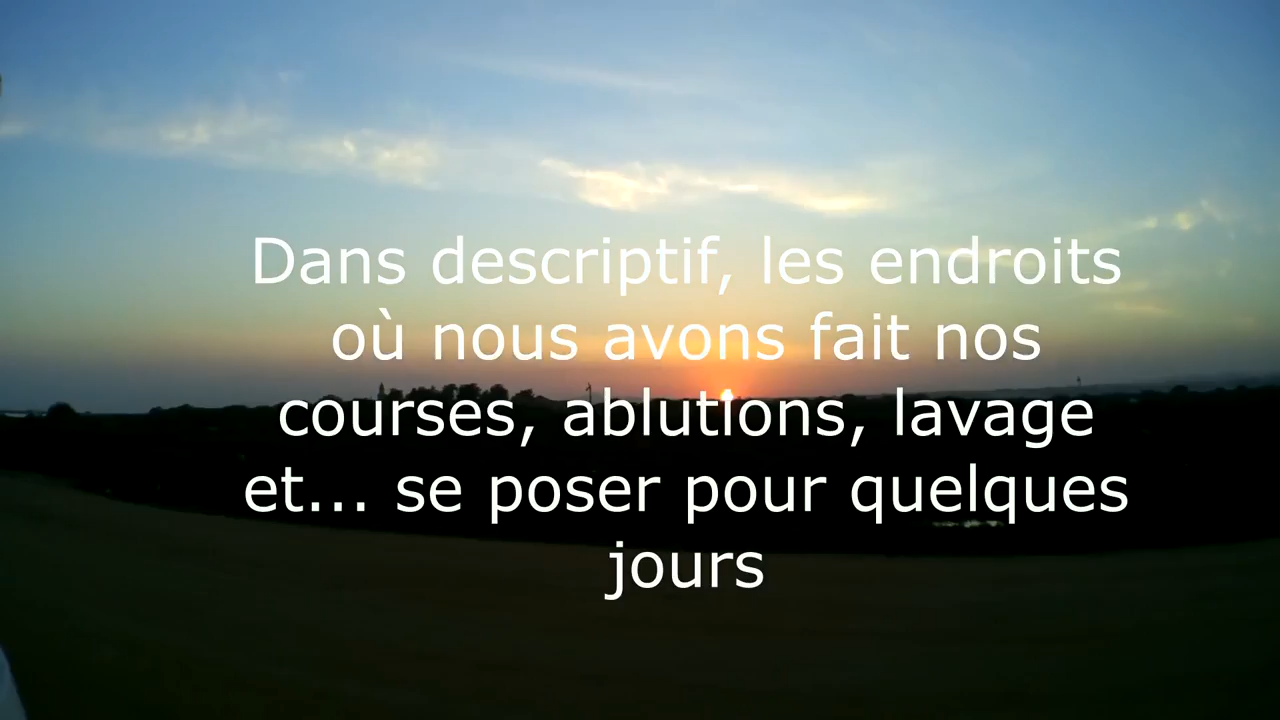 Dans descriptif, les endroits
où nous avons fait nos
courses, ablutions, lavage
et... se poser pour quelques
jours